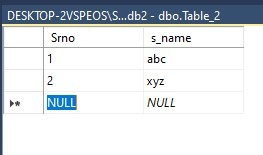 DESKTOP-2VSPEOS\S...db2 - dbo.Table_2
Srno s_name
1 abc
2 xyz
NULL NULL